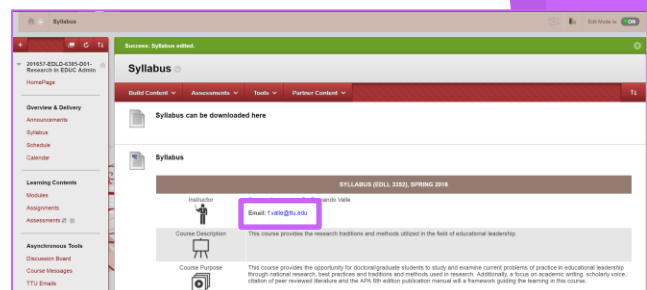 Syllabus
Edit Mode is: ON
Success: Syllabus edited.
201657-EDLD-6385-D01-
Research in EDUC Admin
HomePage
Overview & Delivery
Announcements
Syllabus
Schedule
Calendar
Learning Contents
Modules
Assignments
Assessments
Asynchronous Tools
Discussion Board
Course Messages
TTU Emails
Syllabus
Build Content
Assessments
Tools
Partner Content
Syllabus can be downloaded here
Syllabus
SYLLABUS (EDLL 3352), SPRING 2016
Instructor
ando Valle
Email: f.valle@ttu.edu
Course Description
This course provides the research traditions and methods utilized in the field of educational leadership.
Course Purpose
This course provides the opportunity for doctoral/graduate students to study and examine current problems of practice in educational leadership
through national research, best practices and traditions and methods used in research. Additionally, a focus on academic writing, scholarly voice,
citation of peer reviewed literature and the APA 6th edition publication manual will a framework guiding the learning in this course.